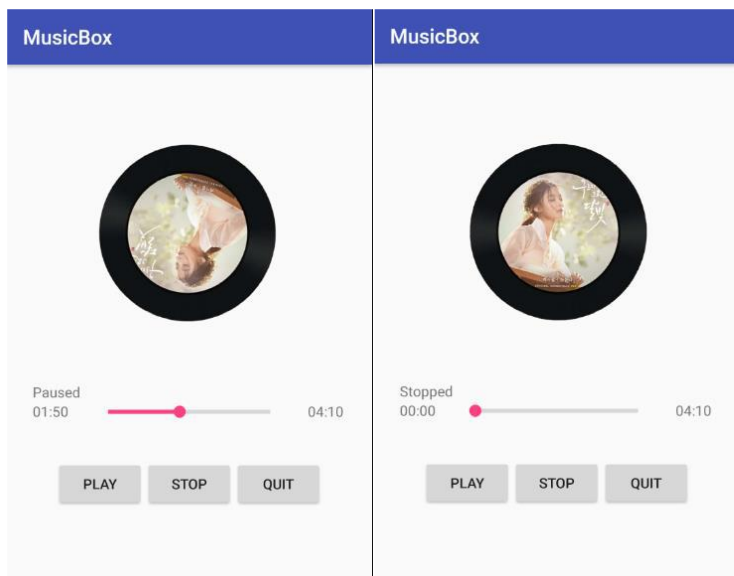 MusicBox
Paused
01:50 04:10
PLAY STOP QUIT
MusicBox
Stopped
00:00 04:10
PLAY STOP QUIT